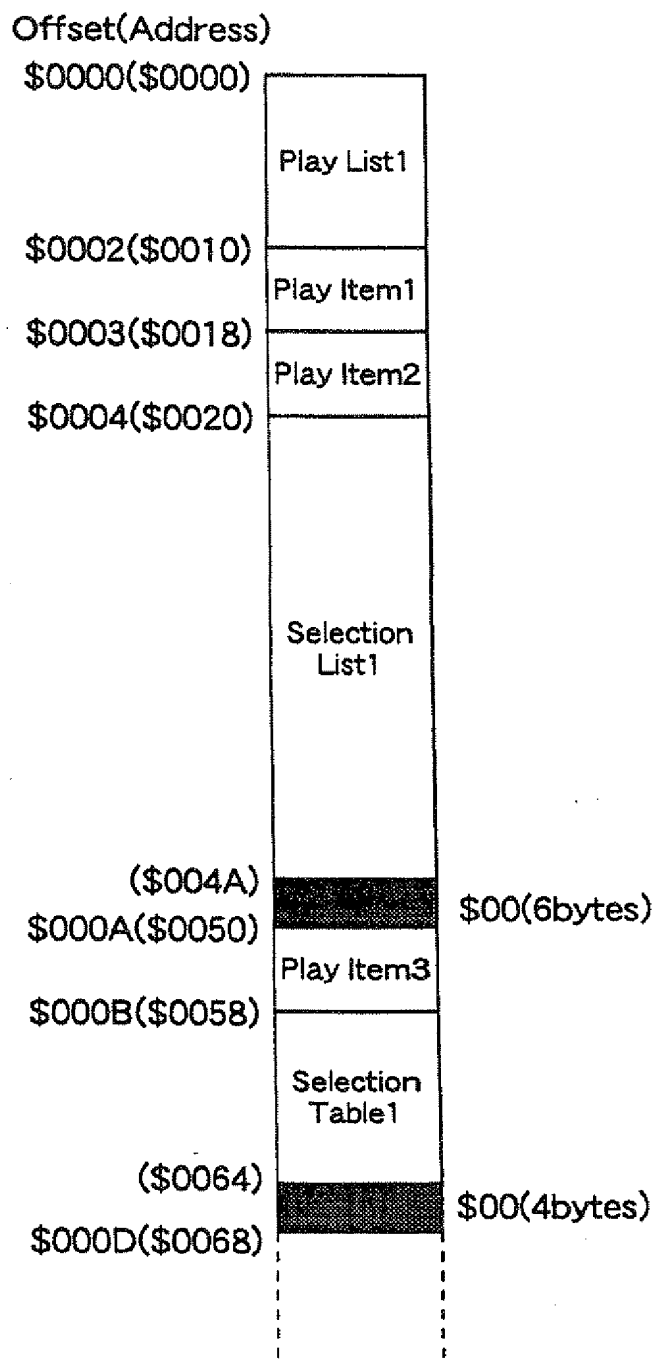 Offset(Address)
$0000($0000)
Play List1
$0002($0010)
Play Item1
$0003($0018)
Play Item2
$0004($0020)
Selection
List1
($004A)
$00(6bytes)
$000A($0050)
Play Item3
$000B($0058)
Selection
Table1
($0064)
$00(4bytes)
$000D($0068)